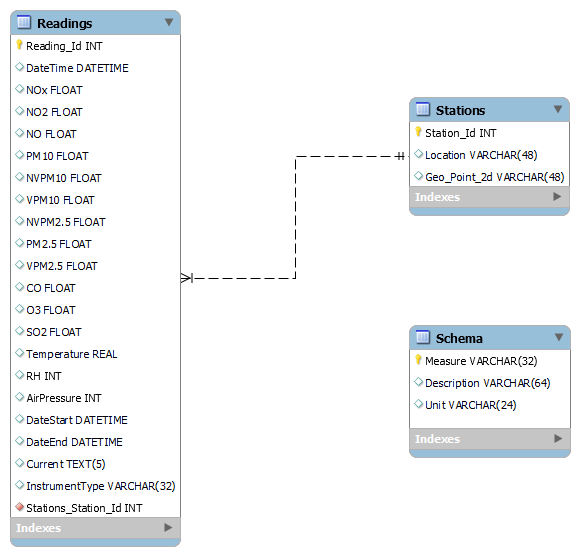 Readings
Reading_Id INT
DateTime DATETIME
NOx FLOAT
NO2 FLOAT
NO FLOAT
PM10 FLOAT
NVPM10 FLOAT
VPM10 FLOAT
NVPM2.5 FLOAT
PM2.5 FLOAT
VPM2.5 FLOAT
CO FLOAT
O3 FLOAT
SO2 FLOAT
Temperature REAL
RH INT
AirPressure INT
DateStart DATETIME
DateEnd DATETIME
Current TEXT(5)
InstrumentType VARCHAR(32)
Stations_Station_Id INT
Indexes
Stations
Station_Id INT
Location VARCHAR(48)
Geo_Point_2d VARCHAR(48)
Indexes
Schema
Measure VARCHAR(32)
Description VARCHAR(64)
Unit VARCHAR(24)
Indexes